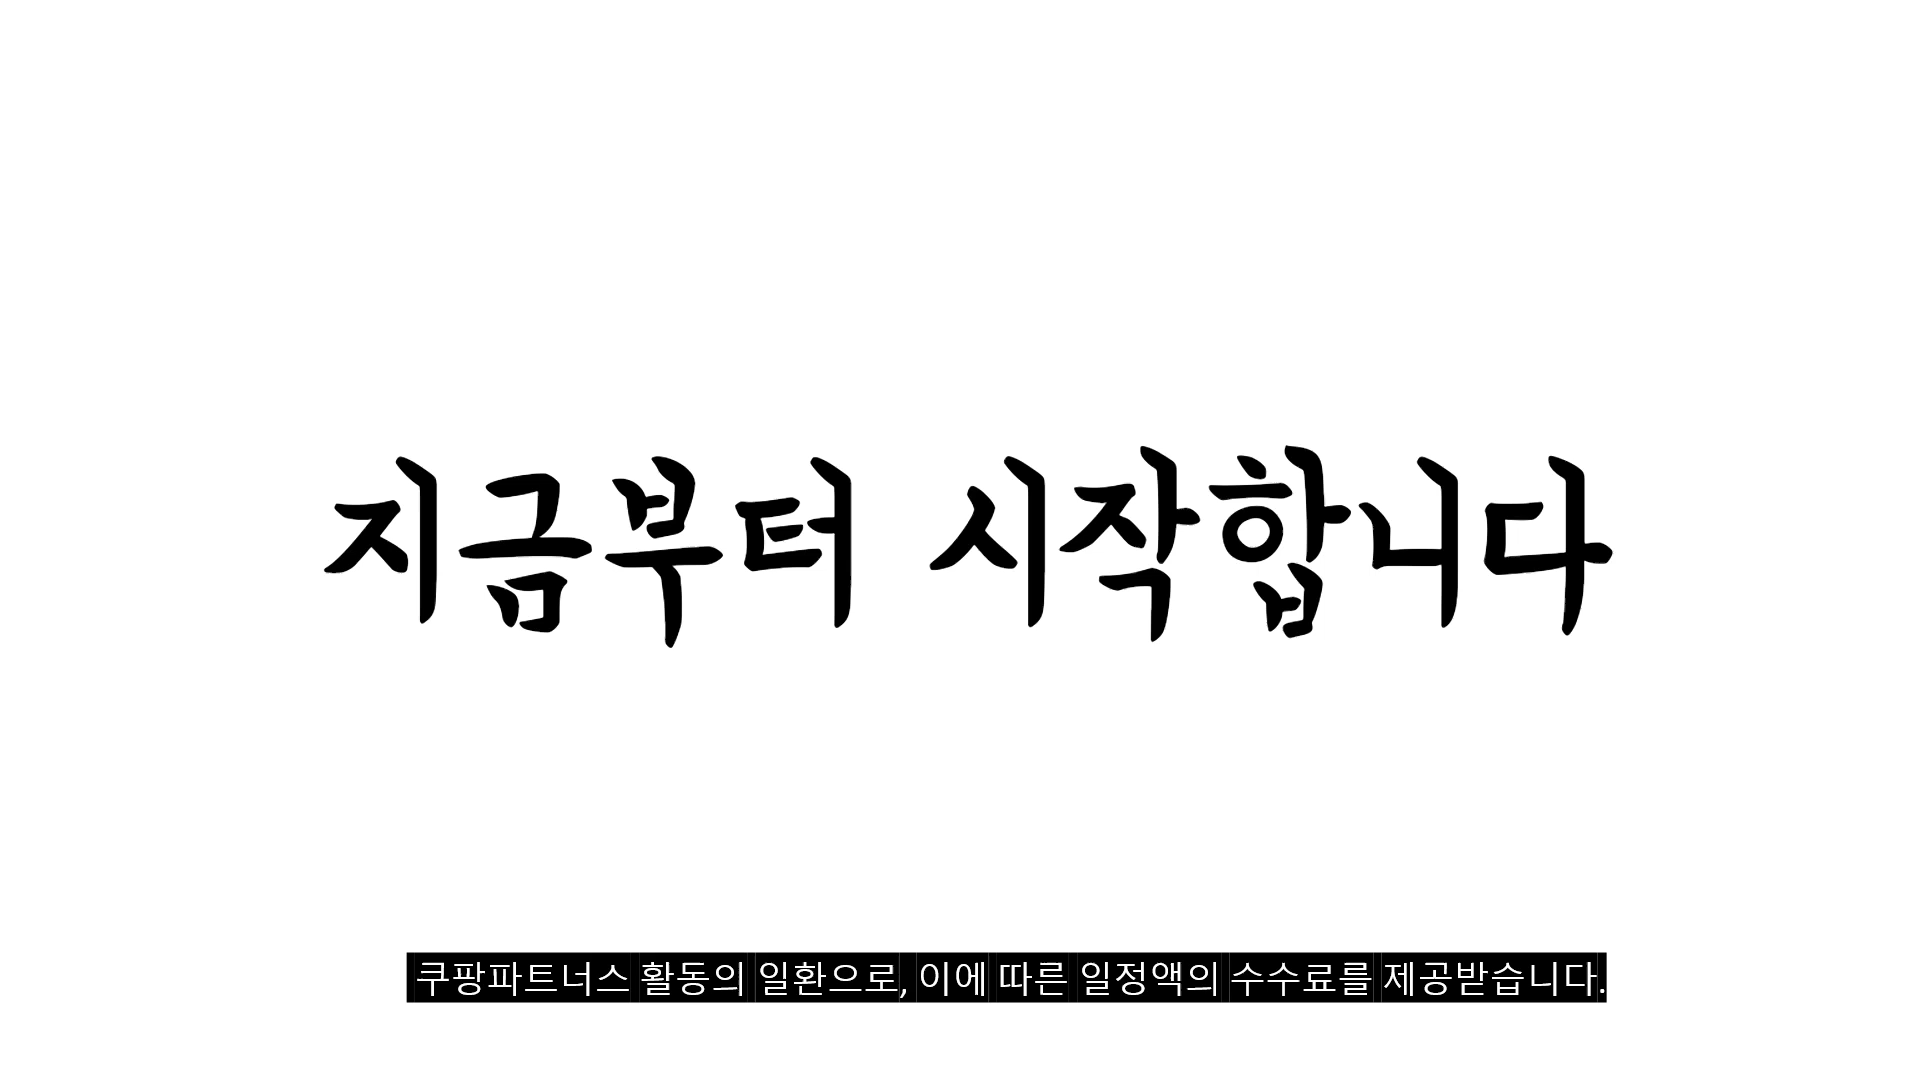 지금부터 시작합니다
쿠팡파트너스 활동의 일환으로, 이에 따른 일정액의 수수료를 제공받습니다.